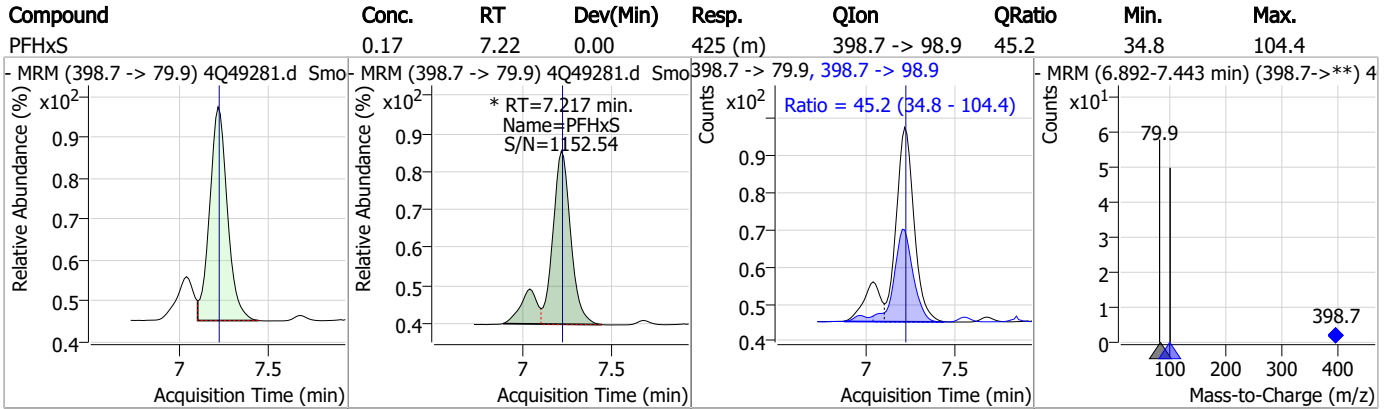 Compound Conc. RT Dev(Min) Resp. QIon QRatio Min. Max.
PFHxS 0.17 7.22 0.00 425 (m) 398.7 -> 98.9 45.2 34.8 104.4
- MRM (398.7 -> 79.9) 4Q49281.d Smo
x10²
Relative Abundance (%)
0.9
0.8
0.7
0.6
0.5
0.4
7 7.5
Acquisition Time (min)
- MRM (398.7 -> 79.9) 4Q49281.d Smo
x10²
* RT=7.217 min.
Name=PFHxS
S/N=1152.54
Relative Abundance (%)
0.9
0.8
0.7
0.6
0.5
0.4
7 7.5
Acquisition Time (min)
398.7 -> 79.9, 398.7 -> 98.9
x10²
Ratio = 45.2 (34.8 - 104.4)
Counts
0.9
0.8
0.7
0.6
0.5
0.4
7 7.5
Acquisition Time (min)
- MRM (6.892-7.443 min) (398.7->**) 4
x10¹
Counts
79.9
6
5
4
3
2
1
0
398.7
100 200 300 400
Mass-to-Charge (m/z)